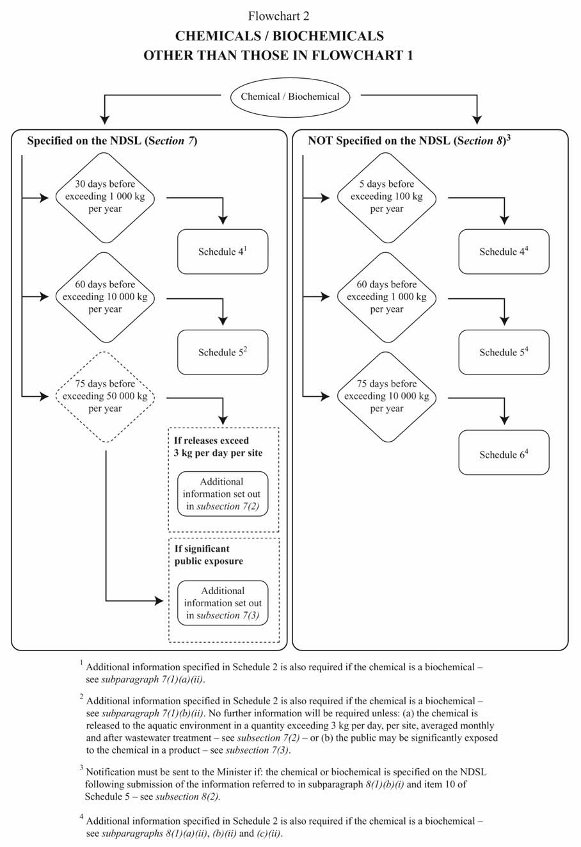 Flowchart 2
CHEMICALS / BIOCHEMICALS
OTHER THAN THOSE IN FLOWCHART 1
Chemical / Biochemical
Specified on the NDSL (Section 7)
30 days before
exceeding 1 000 kg
per year
Schedule 4¹
60 days before
exceeding 10 000 kg
per year
Schedule 5²
75 days before
exceeding 50 000 kg
per year
If releases exceed
3 kg per day per site
Additional
information set out
in subsection 7(2)
If significant
public exposure
Additional
information set out
in subsection 7(3)
NOT Specified on the NDSL (Section 8)³
5 days before
exceeding 100 kg
per year
Schedule 4⁴
60 days before
exceeding 1 000 kg
per year
Schedule 5⁴
75 days before
exceeding 10 000 kg
per year
Schedule 6⁴
¹ Additional information specified in Schedule 2 is also required if the chemical is a biochemical –
see subparagraph 7(1)(a)(ii).
² Additional information specified in Schedule 2 is also required if the chemical is a biochemical –
see subparagraph 7(1)(b)(ii). No further information will be required unless: (a) the chemical is
released to the aquatic environment in a quantity exceeding 3 kg per day, per site, averaged monthly
and after wastewater treatment – see subsection 7(2) – or (b) the public may be significantly exposed
to the chemical in a product – see subsection 7(3).
³ Notification must be sent to the Minister if: the chemical or biochemical is specified on the NDSL
following submission of the information referred to in subparagraph 8(1)(b)(i) and item 10 of
Schedule 5 – see subsection 8(2).
⁴ Additional information specified in Schedule 2 is also required if the chemical is a biochemical –
see subparagraphs 8(1)(a)(ii), (b)(ii) and (c)(ii).